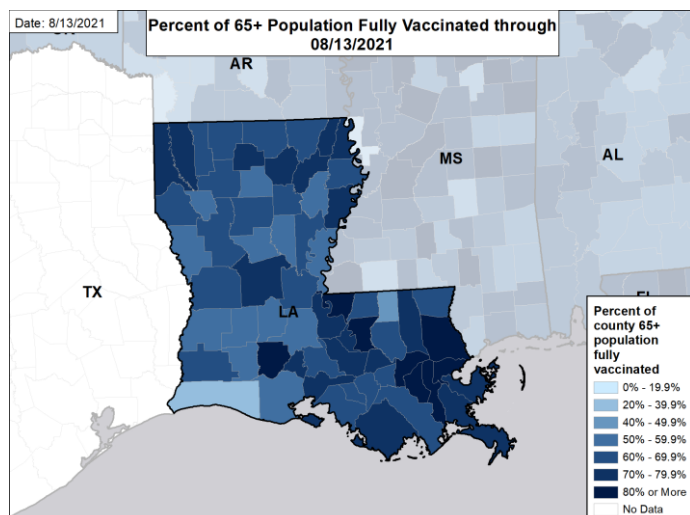 Date: 8/13/2021
Percent of 65+ Population Fully Vaccinated through
08/13/2021
AR
MS
AL
TX
LA
Percent of
county 65+
population
fully
vaccinated
0% - 19.9%
20% - 39.9%
40% - 49.9%
50% - 59.9%
60% - 69.9%
70% - 79.9%
80% or More
No Data